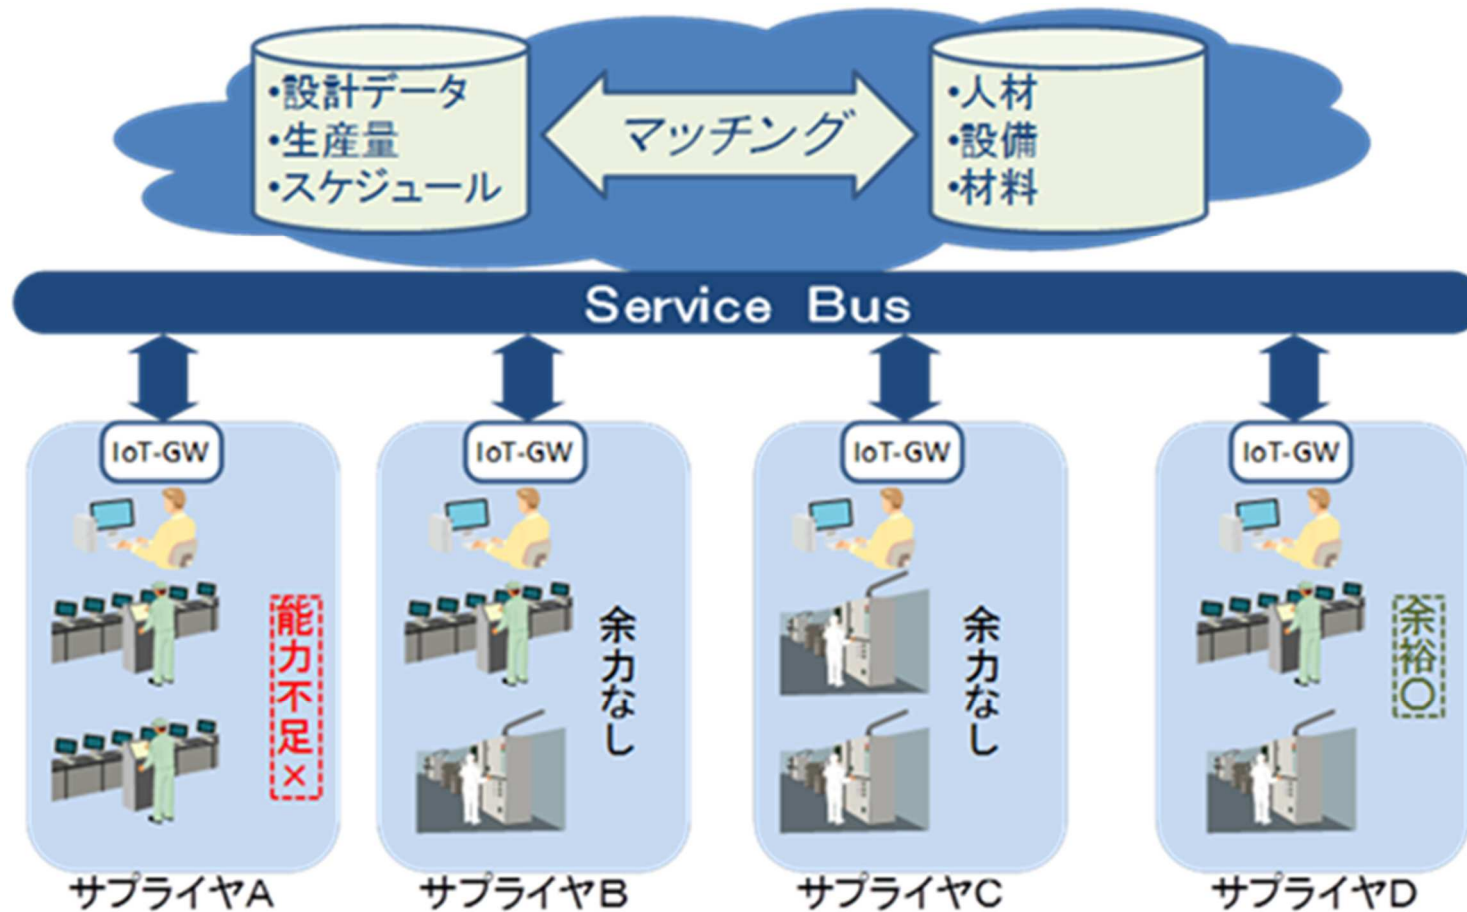 ・設計データ
・生産量
・スケジュール
マッチング
・人材
・設備
・材料
Service Bus
IoT-GW
IoT-GW
IoT-GW
IoT-GW
能力不足×
余力なし
余力なし
余裕○
サプライヤA
サプライヤB
サプライヤC
サプライヤD